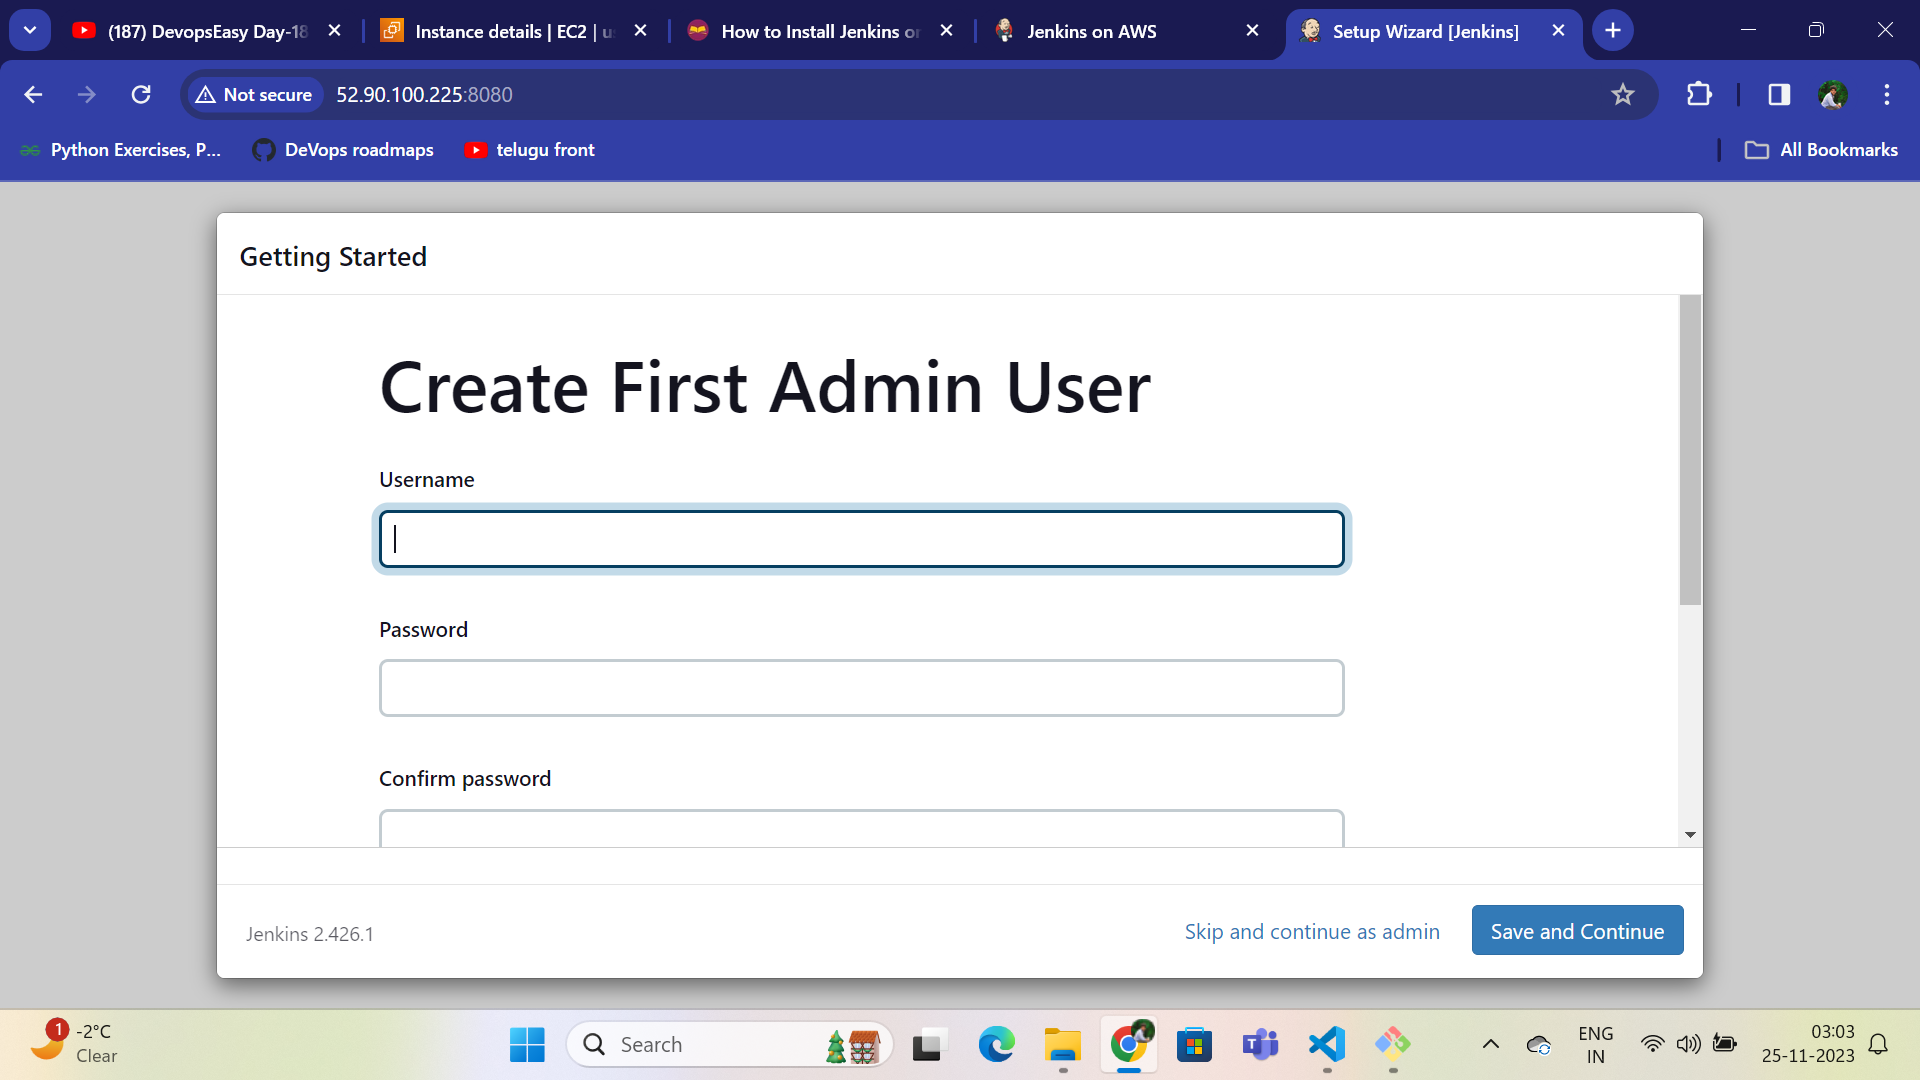 (187) DevopsEasy Day-18
Instance details | EC2 | us
How to Install Jenkins on
Jenkins on AWS
Setup Wizard [Jenkins]
Not secure
52.90.100.225:8080
Python Exercises, P...
DeVops roadmaps
telugu front
All Bookmarks
Getting Started
Create First Admin User
Username
Password
Confirm password
Jenkins 2.426.1
Skip and continue as admin
Save and Continue
1
-2°C
Clear
Search
ENG
IN
03:03
25-11-2023